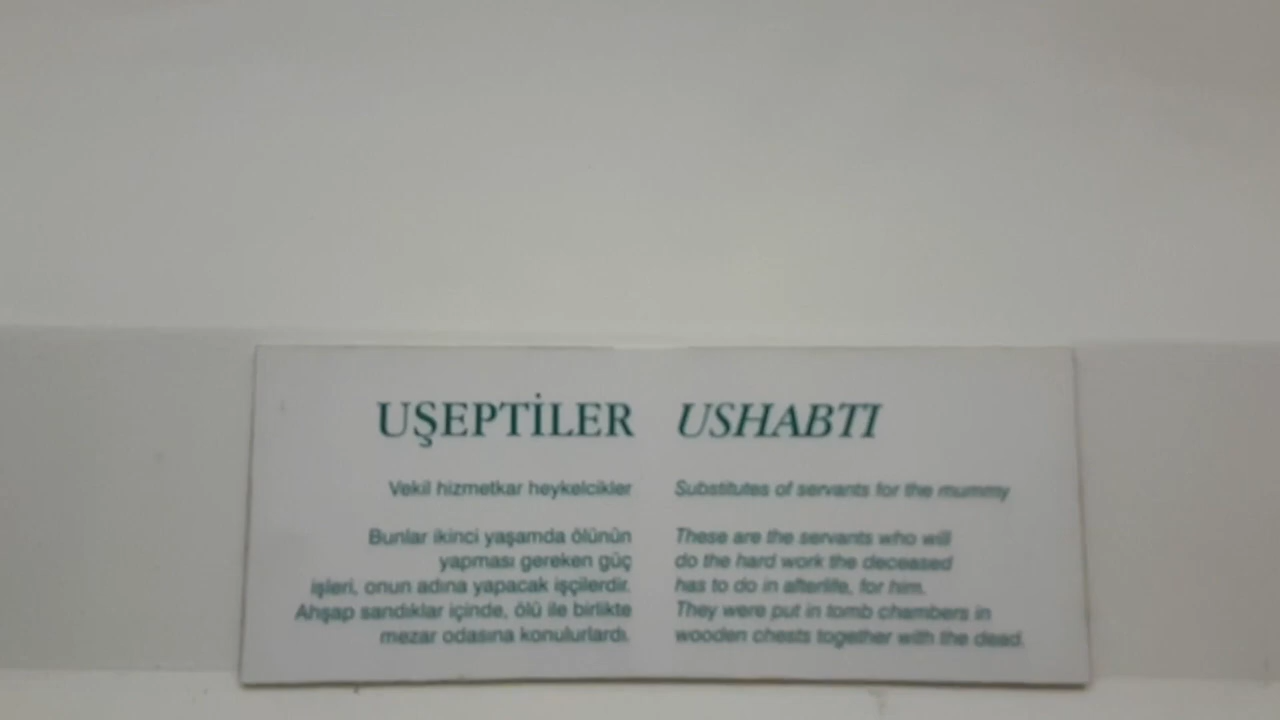 UŞEPTİLER
Vekil hizmetkar heykelcikler
Bunlar ikinci yaşamda ölünün
yapması gereken güç
işleri, onun adına yapacak işçilerdir.
Ahşap sandıklar içinde, ölü ile birlikte
mezar odasına konulurlardı.
USHABTI
Substitutes of servants for the mummy
These are the servants who will
do the hard work the deceased
has to do in afterlife, for him.
They were put in tomb chambers in
wooden chests together with the dead.